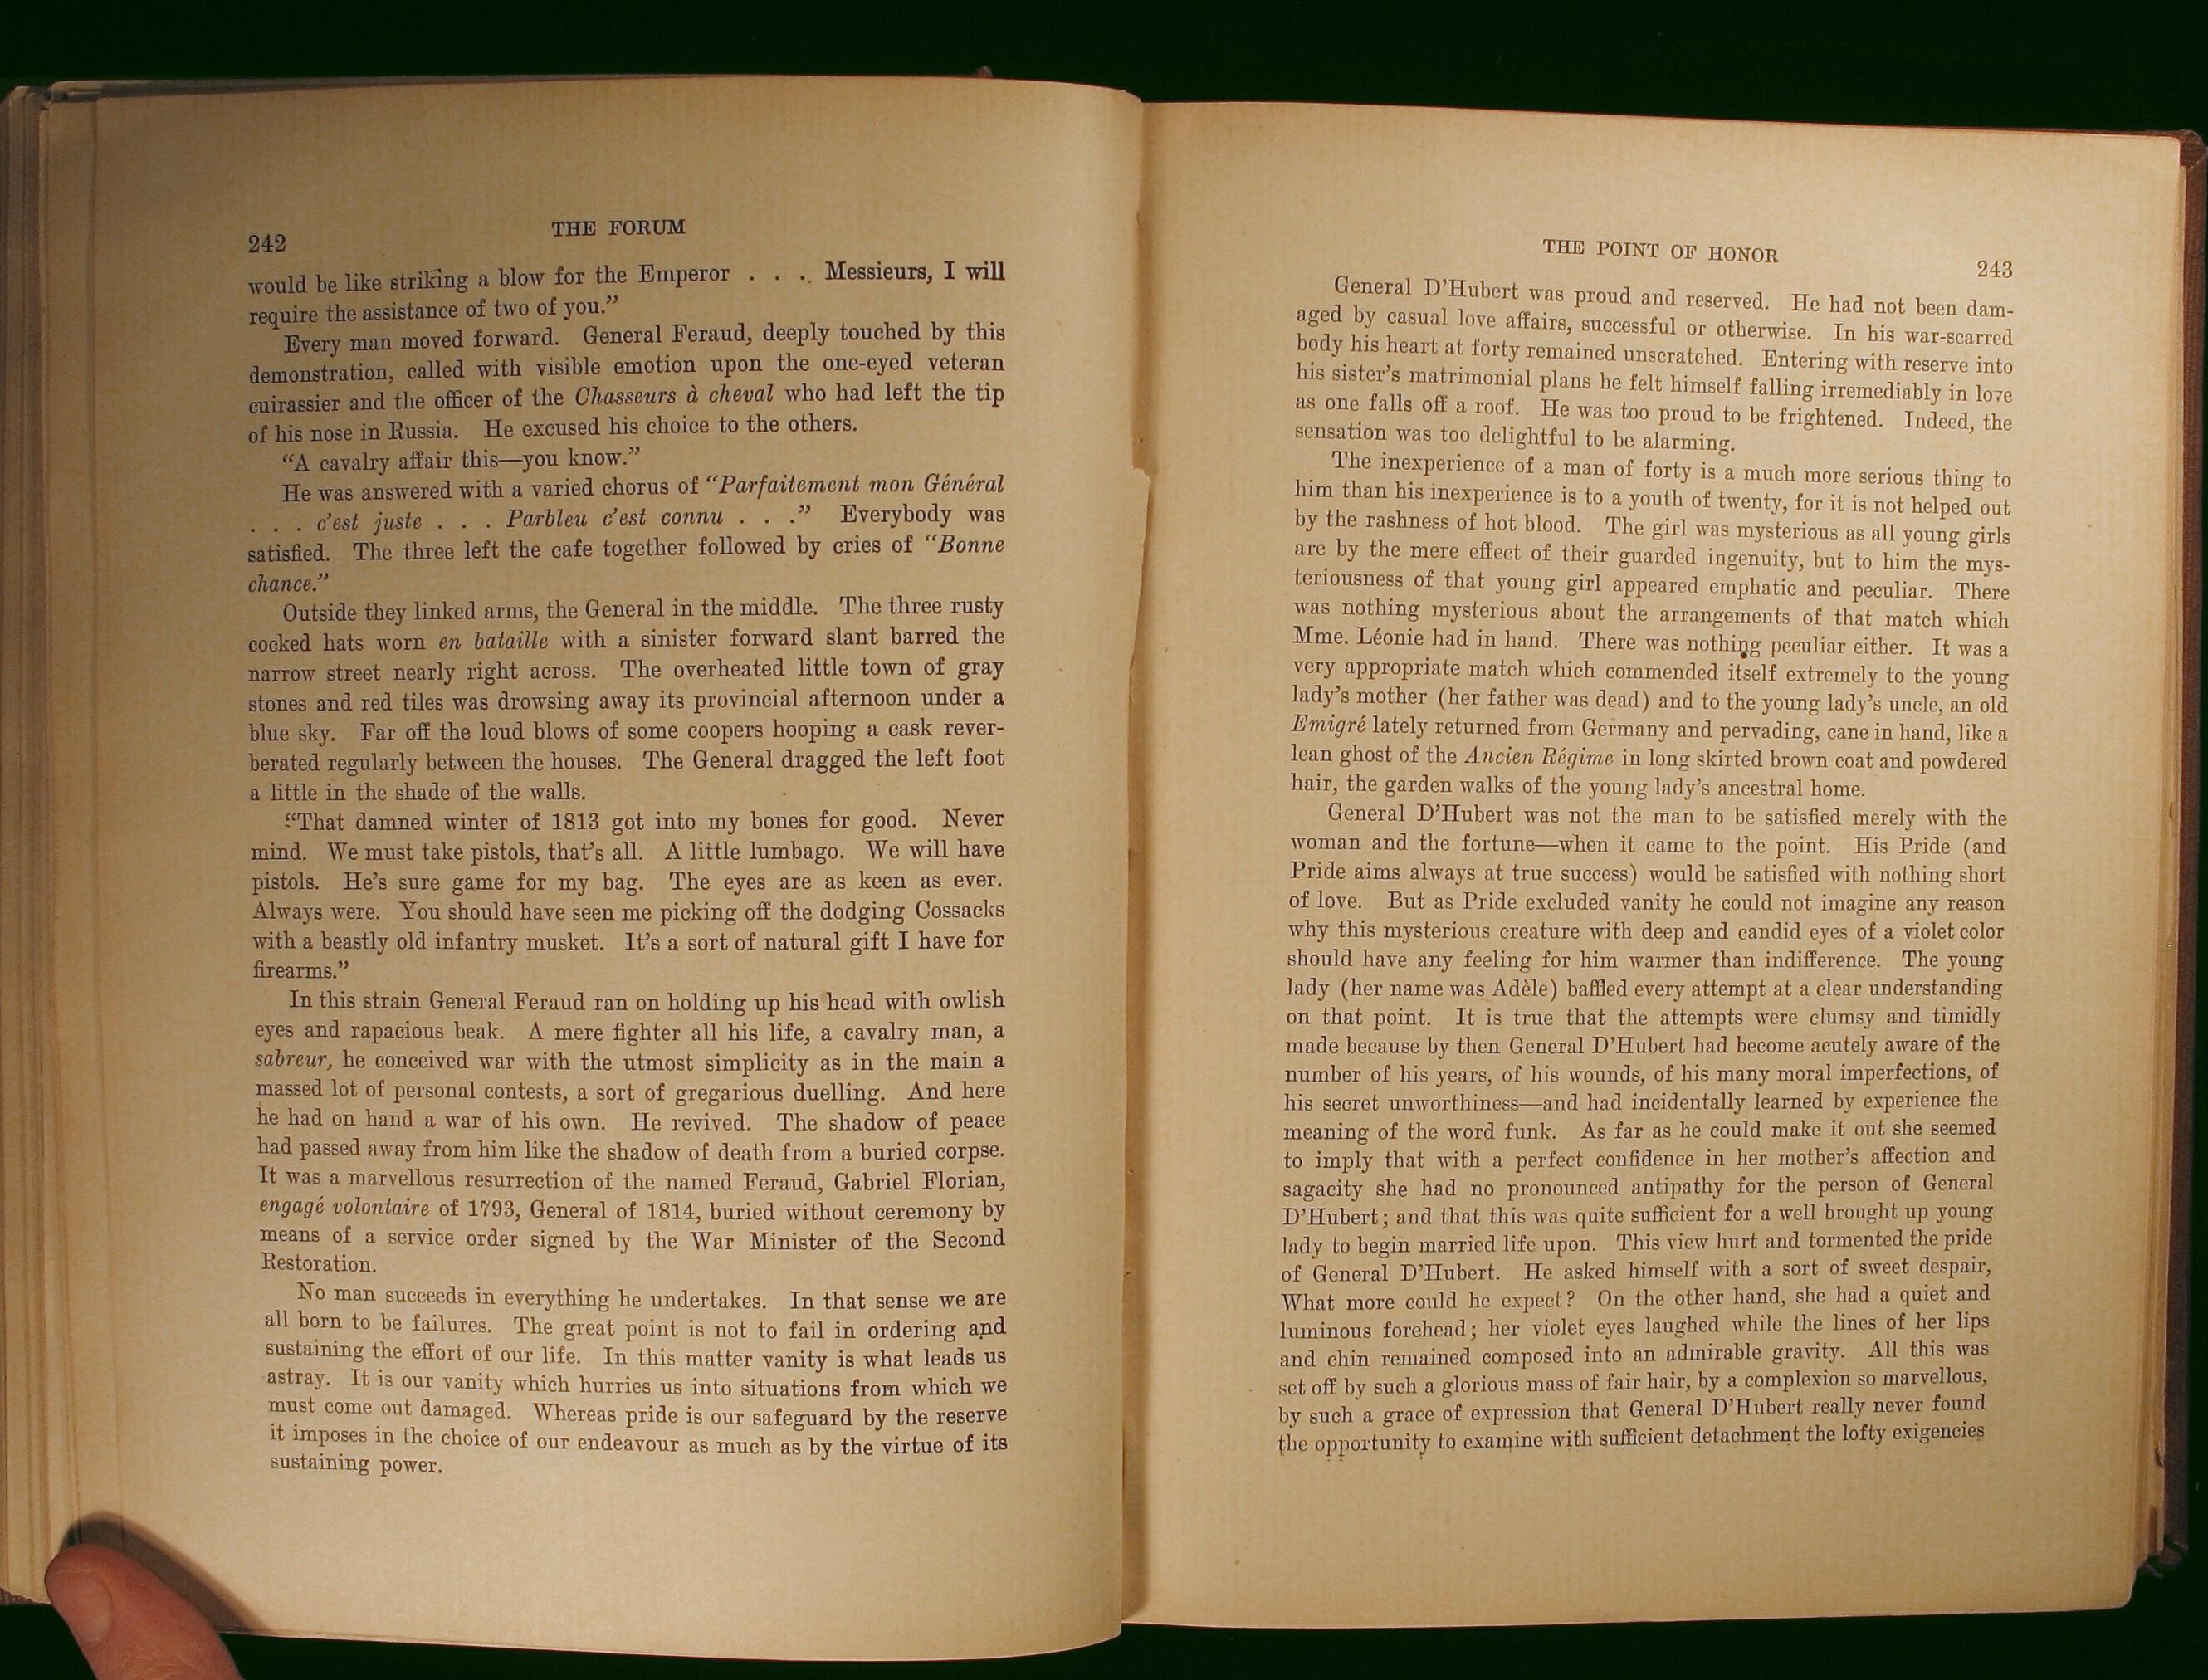 242
THE FORUM
would be like striking a blow for the Emperor . . . Messieurs, I will
require the assistance of two of you.”
Every man moved forward. General Feraud, deeply touched by this
demonstration, called with visible emotion upon the one-eyed veteran
cuirassier and the officer of the Chasseurs à cheval who had left the tip
of his nose in Russia. He excused his choice to the others.
“A cavalry affair this—you know.”
He was answered with a varied chorus of “Parfaitement mon Général
. . . c’est juste . . . Parbleu c’est connu . . .” Everybody was
satisfied. The three left the cafe together followed by cries of “Bonne
chance.”
Outside they linked arms, the General in the middle. The three rusty
cocked hats worn en bataille with a sinister forward slant barred the
narrow street nearly right across. The overheated little town of gray
stones and red tiles was drowsing away its provincial afternoon under a
blue sky. Far off the loud blows of some coopers hooping a cask rever-
berated regularly between the houses. The General dragged the left foot
a little in the shade of the walls.
“That damned winter of 1813 got into my bones for good. Never
mind. We must take pistols, that’s all. A little lumbago. We will have
pistols. He’s sure game for my bag. The eyes are as keen as ever.
Always were. You should have seen me picking off the dodging Cossacks
with a beastly old infantry musket. It’s a sort of natural gift I have for
firearms.”
In this strain General Feraud ran on holding up his head with owlish
eyes and rapacious beak. A mere fighter all his life, a cavalry man, a
sabreur, he conceived war with the utmost simplicity as in the main a
massed lot of personal contests, a sort of gregarious duelling. And here
he had on hand a war of his own. He revived. The shadow of peace
had passed away from him like the shadow of death from a buried corpse.
It was a marvellous resurrection of the named Feraud, Gabriel Florian,
engagé volontaire of 1793, General of 1814, buried without ceremony by
means of a service order signed by the War Minister of the Second
Restoration.
No man succeeds in everything he undertakes. In that sense we are
all born to be failures. The great point is not to fail in ordering and
sustaining the effort of our life. In this matter vanity is what leads us
astray. It is our vanity which hurries us into situations from which we
must come out damaged. Whereas pride is our safeguard by the reserve
it imposes in the choice of our endeavour as much as by the virtue of its
sustaining power.
THE POINT OF HONOR
243
General D’Hubert was proud and reserved. He had not been dam-
aged by casual love affairs, successful or otherwise. In his war-scarred
body his heart at forty remained unscratched. Entering with reserve into
his sister’s matrimonial plans he felt himself falling irremediably in love
as one falls off a roof. He was too proud to be frightened. Indeed, the
sensation was too delightful to be alarming.
The inexperience of a man of forty is a much more serious thing to
him than his inexperience is to a youth of twenty, for it is not helped out
by the rashness of hot blood. The girl was mysterious as all young girls
are by the mere effect of their guarded ingenuity, but to him the mys-
teriousness of that young girl appeared emphatic and peculiar. There
was nothing mysterious about the arrangements of that match which
Mme. Léonie had in hand. There was nothing peculiar either. It was a
very appropriate match which commended itself extremely to the young
lady’s mother (her father was dead) and to the young lady’s uncle, an old
Emigré lately returned from Germany and pervading, cane in hand, like a
lean ghost of the Ancien Régime in long skirted brown coat and powdered
hair, the garden walks of the young lady’s ancestral home.
General D’Hubert was not the man to be satisfied merely with the
woman and the fortune—when it came to the point. His Pride (and
Pride aims always at true success) would be satisfied with nothing short
of love. But as Pride excluded vanity he could not imagine any reason
why this mysterious creature with deep and candid eyes of a violet color
should have any feeling for him warmer than indifference. The young
lady (her name was Adèle) baffled every attempt at a clear understanding
on that point. It is true that the attempts were clumsy and timidly
made because by then General D’Hubert had become acutely aware of the
number of his years, of his wounds, of his many moral imperfections, of
his secret unworthiness—and had incidentally learned by experience the
meaning of the word funk. As far as he could make it out she seemed
to imply that with a perfect confidence in her mother’s affection and
sagacity she had no pronounced antipathy for the person of General
D’Hubert; and that this was quite sufficient for a well brought up young
lady to begin married life upon. This view hurt and tormented the pride
of General D’Hubert. He asked himself with a sort of sweet despair,
What more could he expect? On the other hand, she had a quiet and
luminous forehead; her violet eyes laughed while the lines of her lips
and chin remained composed into an admirable gravity. All this was
set off by such a glorious mass of fair hair, by a complexion so marvellous,
by such a grace of expression that General D’Hubert really never found
the opportunity to examine with sufficient detachment the lofty exigencies